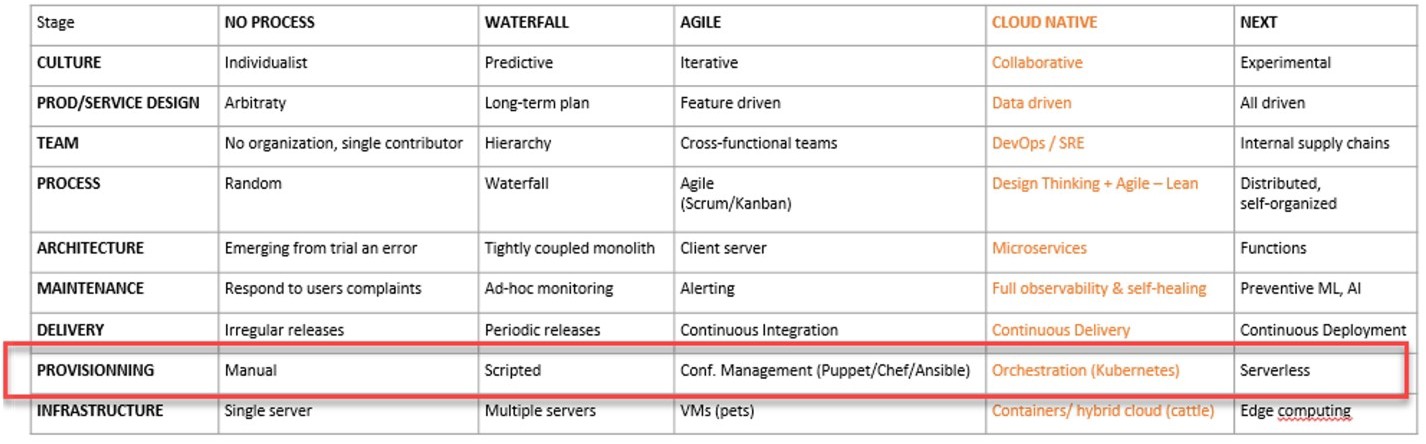 Stage NO PROCESS WATERFALL AGILE CLOUD NATIVE NEXT
CULTURE Individualist Predictive Iterative Collaborative Experimental
PROD/SERVICE DESIGN Arbitraty Long-term plan Feature driven Data driven All driven
TEAM No organization, single contributor Hierarchy Cross-functional teams DevOps / SRE Internal supply chains
PROCESS Random Waterfall Agile Design Thinking + Agile – Lean Distributed,
(Scrum/Kanban) self-organized
ARCHITECTURE Emerging from trial an error Tightly coupled monolith Client server Microservices Functions
MAINTENANCE Respond to users complaints Ad-hoc monitoring Alerting Full observability & self-healing Preventive ML, AI
DELIVERY Irregular releases Periodic releases Continuous Integration Continuous Delivery Continuous Deployment
PROVISIONNING Manual Scripted Conf. Management (Puppet/Chef/Ansible) Orchestration (Kubernetes) Serverless
INFRASTRUCTURE Single server Multiple servers VMs (pets) Containers/ hybrid cloud (cattle) Edge computing